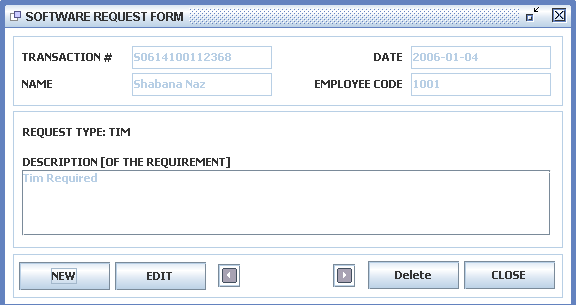 SOFTWARE REQUEST FORM
TRANSACTION # S0614100112368 DATE 2006-01-04
NAME Shabana Naz EMPLOYEE CODE 1001
REQUEST TYPE: TIM
DESCRIPTION [OF THE REQUIREMENT]
Tim Required
NEW EDIT Delete CLOSE